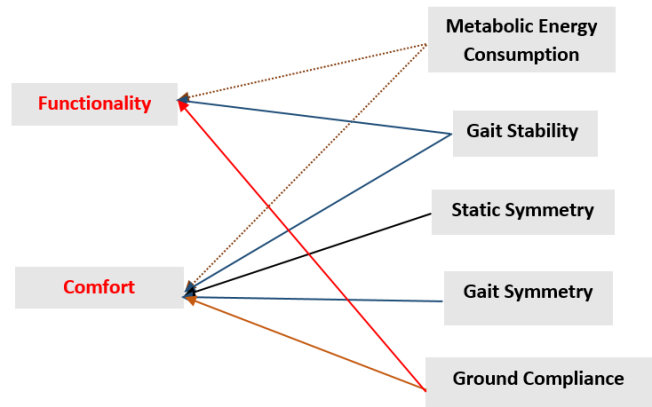 Metabolic Energy
Consumption
Functionality
Gait Stability
Static Symmetry
Comfort
Gait Symmetry
Ground Compliance